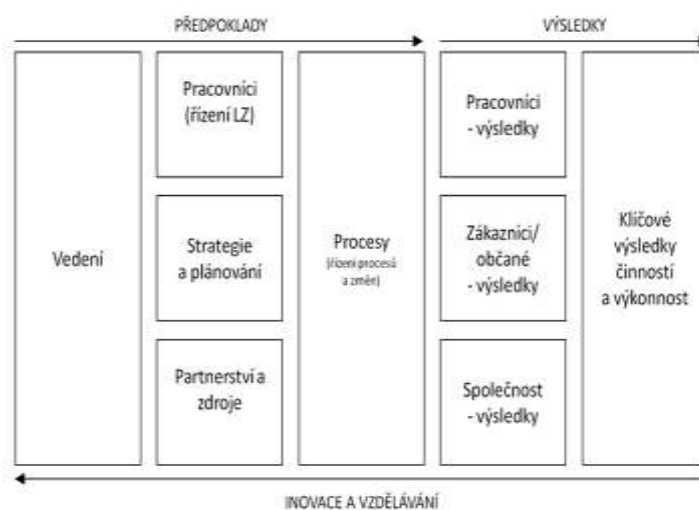 PŘEDPOKLADY
VÝSLEDKY
Vedení
Pracovníci
(řízení LZ)
Strategie
a plánování
Partnerství a
zdroje
Procesy
(řízení procesů
a změn)
Pracovníci
- výsledky
Zákazníci/
občané
- výsledky
Společnost
- výsledky
Klíčové
výsledky
činností
a výkonnost
INOVACE A VZDĚLÁVÁNÍ